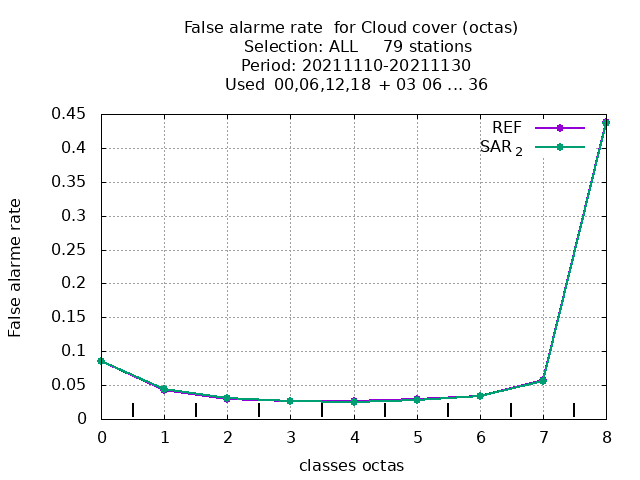 False alarme rate  for Cloud cover (octas)
Selection: ALL     79 stations
Period: 20211110-20211130
Used  00,06,12,18  + 03 06 ... 36
REF
SAR 2
0.45
0.4
0.35
0.3
0.25
0.2
0.15
0.1
0.05
0
False alarme rate
0 1 2 3 4 5 6 7 8
classes octas